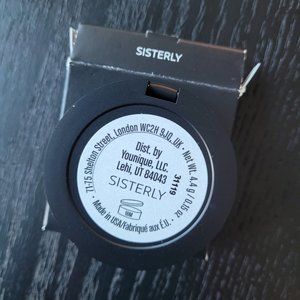 SISTERLY
71-75 Shelton Street, London WC2H 9JQ, UK • Net Wt. 4.4g / 0.15 oz
Dist. by
Younique, LLC.
Lehi, UT 84043
31119
SISTERLY
• Made in USA/Fabriqué aux É.U. •